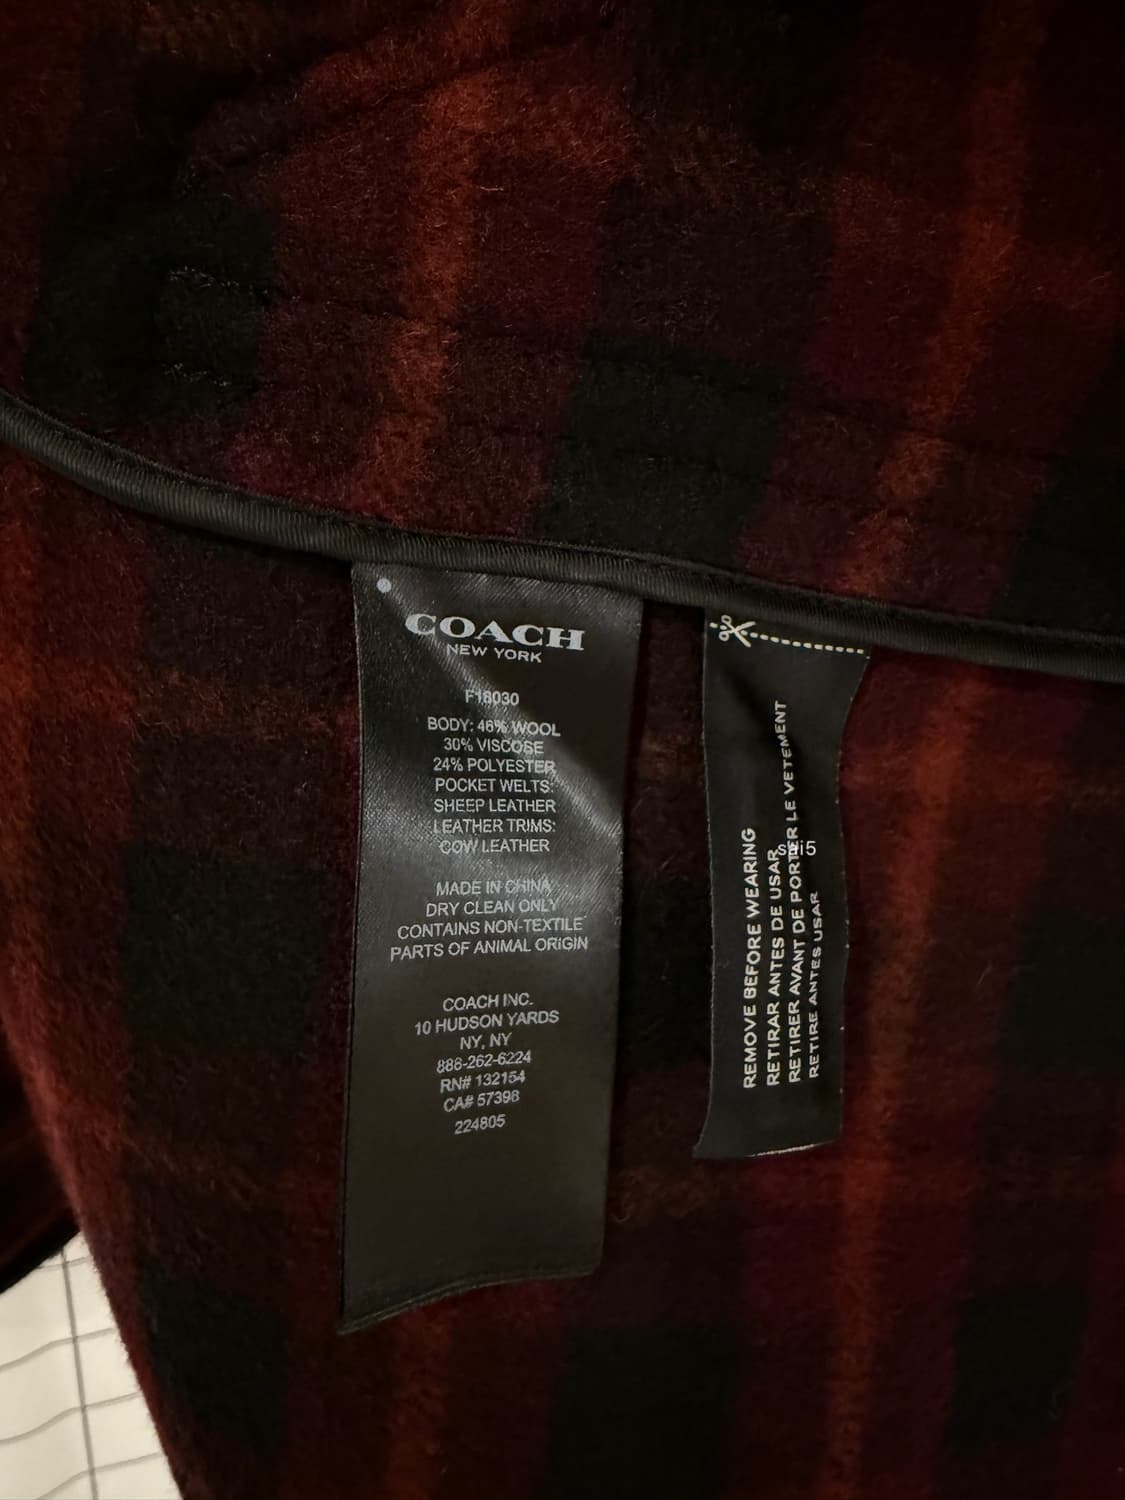 COACH
NEW YORK
F18030
BODY: 46% WOOL
30% VISCOSE
24% POLYESTER
POCKET WELTS:
SHEEP LEATHER
LEATHER TRIMS:
COW LEATHER
MADE IN CHINA
DRY CLEAN ONLY
CONTAINS NON-TEXTILE
PARTS OF ANIMAL ORIGIN
COACH INC.
10 HUDSON YARDS
NY, NY
888-262-6224
RN# 132154
CA# 57398
224805
REMOVE BEFORE WEARING
RETIRAR ANTES DE USAR
RETIRER AVANT DE PORTER LE VETEMENT
RETIRE ANTES USAR